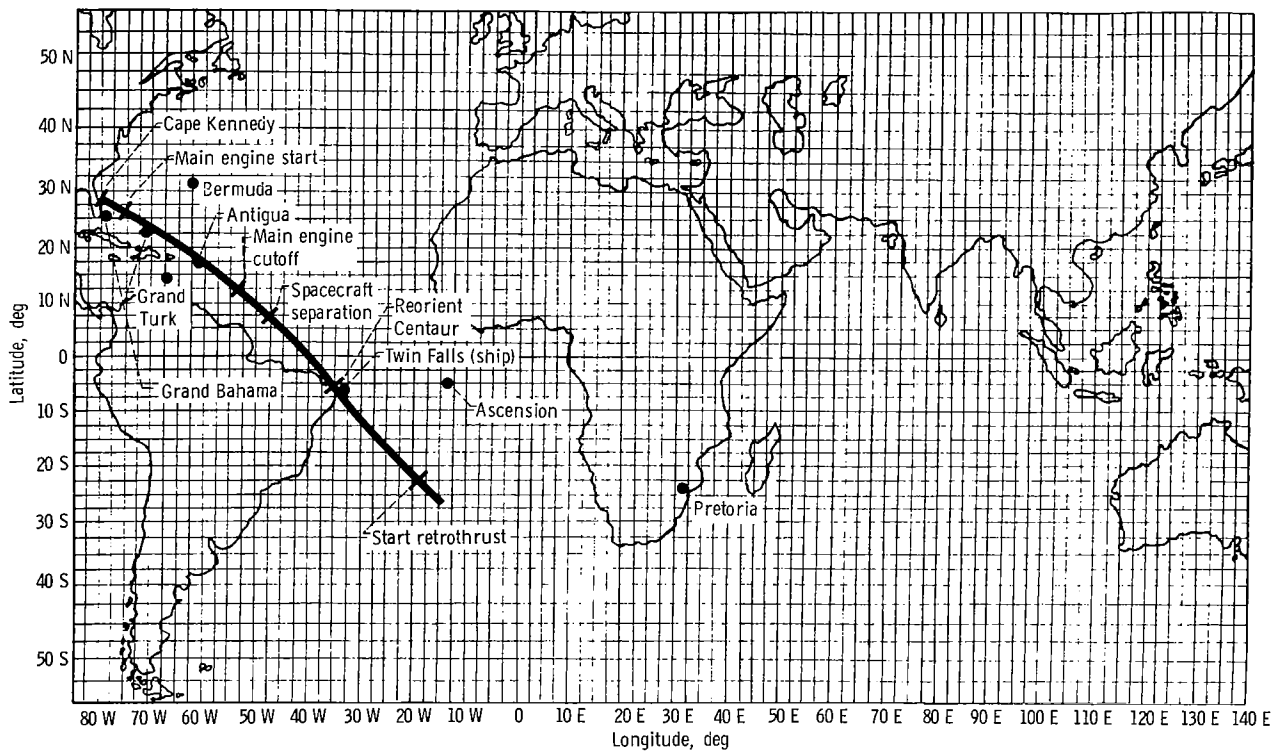 50 N
40 N
30 N
20 N
10 N
0
10 S
20 S
30 S
40 S
50 S
Latitude, deg
Cape Kennedy
Main engine start
Bermuda
Antigua
Main engine
cutoff
Grand
Turk
Spacecraft
separation
Reorient
Centaur
Twin Falls (ship)
Grand Bahama
Ascension
Pretoria
Start retrothrust
80 W 70 W 60 W 50 W 40 W 30 W 20 W 10 W 0 10 E 20 E 30 E 40 E 50 E 60 E 70 E 80 E 90 E 100 E 110 E 120 E 130 E 140 E
Longitude, deg